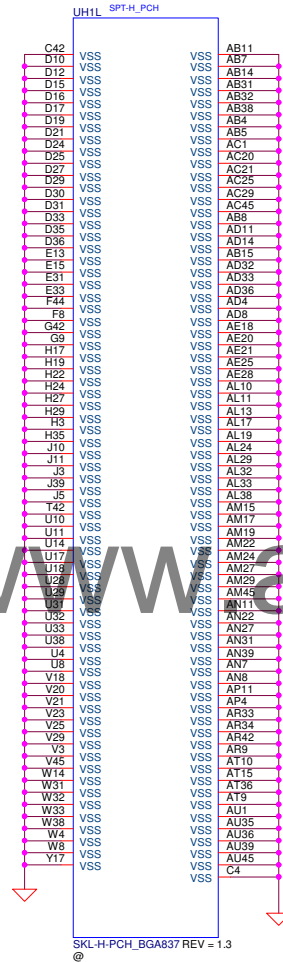 UH1L SPT-H_PCH
C42 VSS VSS AB11
D10 VSS VSS AB7
D12 VSS VSS AB14
D15 VSS VSS AB31
D16 VSS VSS AB32
D17 VSS VSS AB38
D19 VSS VSS AB4
D21 VSS VSS AB5
D24 VSS VSS AC1
D25 VSS VSS AC20
D27 VSS VSS AC21
D29 VSS VSS AC25
D30 VSS VSS AC29
D31 VSS VSS AC45
D33 VSS VSS AB8
D35 VSS VSS AD11
D36 VSS VSS AD14
E13 VSS VSS AB15
E15 VSS VSS AD32
E31 VSS VSS AD33
E33 VSS VSS AD36
F44 VSS VSS AD4
F8 VSS VSS AD8
G42 VSS VSS AE18
G9 VSS VSS AE20
H17 VSS VSS AE21
H19 VSS VSS AE25
H22 VSS VSS AE28
H24 VSS VSS AL10
H27 VSS VSS AL11
H29 VSS VSS AL13
H3 VSS VSS AL17
H35 VSS VSS AL19
J10 VSS VSS AL24
J11 VSS VSS AL29
J3 VSS VSS AL32
J39 VSS VSS AL33
J5 VSS VSS AL38
T42 VSS VSS AM15
U10 VSS VSS AM17
U11 VSS VSS AM19
U14 VSS VSS AM22
U17 VSS VSS AM24
U18 VSS VSS AM27
U28 VSS VSS AM29
U29 VSS VSS AM45
U31 VSS VSS AN11
U32 VSS VSS AN22
U33 VSS VSS AN27
U38 VSS VSS AN31
U4 VSS VSS AN39
U8 VSS VSS AN7
V18 VSS VSS AN8
V20 VSS VSS AP11
V21 VSS VSS AP4
V23 VSS VSS AR33
V25 VSS VSS AR34
V29 VSS VSS AR42
V3 VSS VSS AR9
V45 VSS VSS AT10
W14 VSS VSS AT15
W31 VSS VSS AT36
W32 VSS VSS AT9
W33 VSS VSS AU1
W38 VSS VSS AU35
W4 VSS VSS AU36
W8 VSS VSS AU39
Y17 VSS VSS AU45
VSS C4
SKL-H-PCH_BGA837 REV = 1.3
@